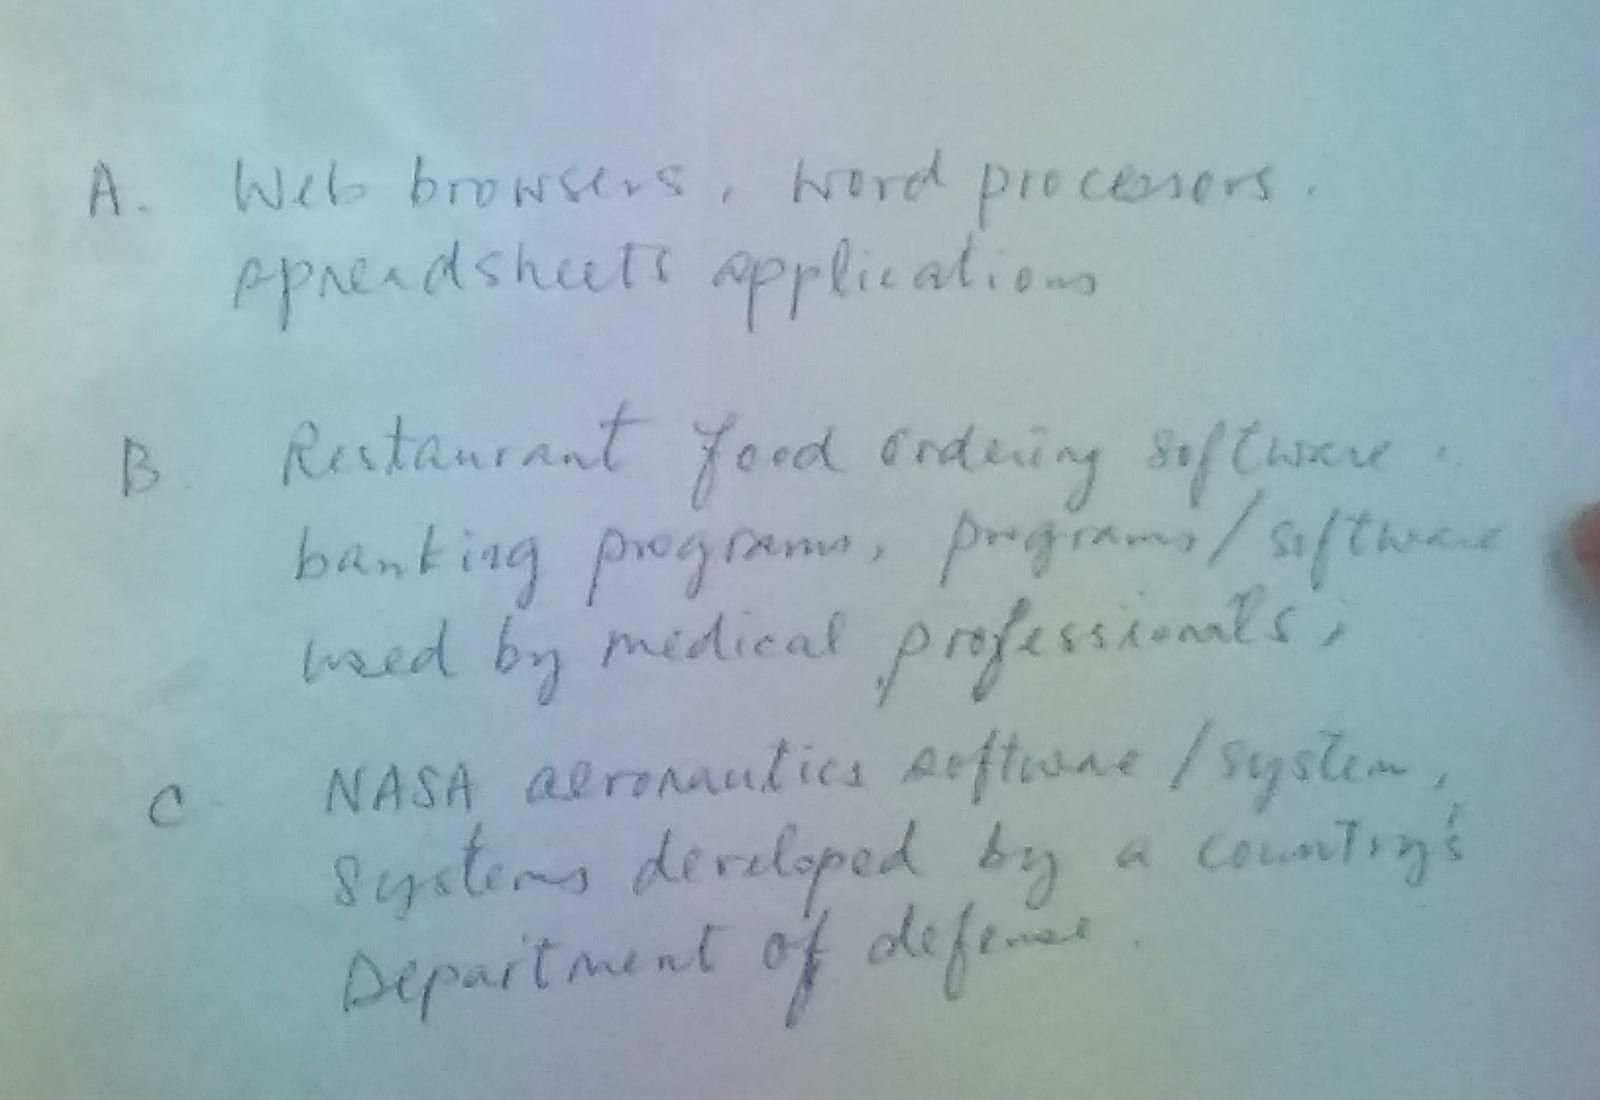 A. Web browsers, word processors.
spreadsheets applications
B. Restaurant food ordering software.
banking programs, programs/software
used by medical professionals,
C NASA aeronautics software/system,
Systems developed by a country's
Department of defense.